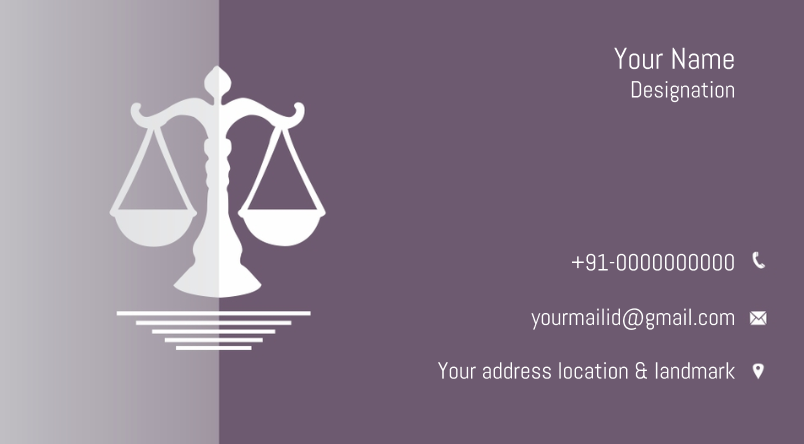 Your Name
Designation
+91-0000000000
yourmailid@gmail.com
Your address location & landmark